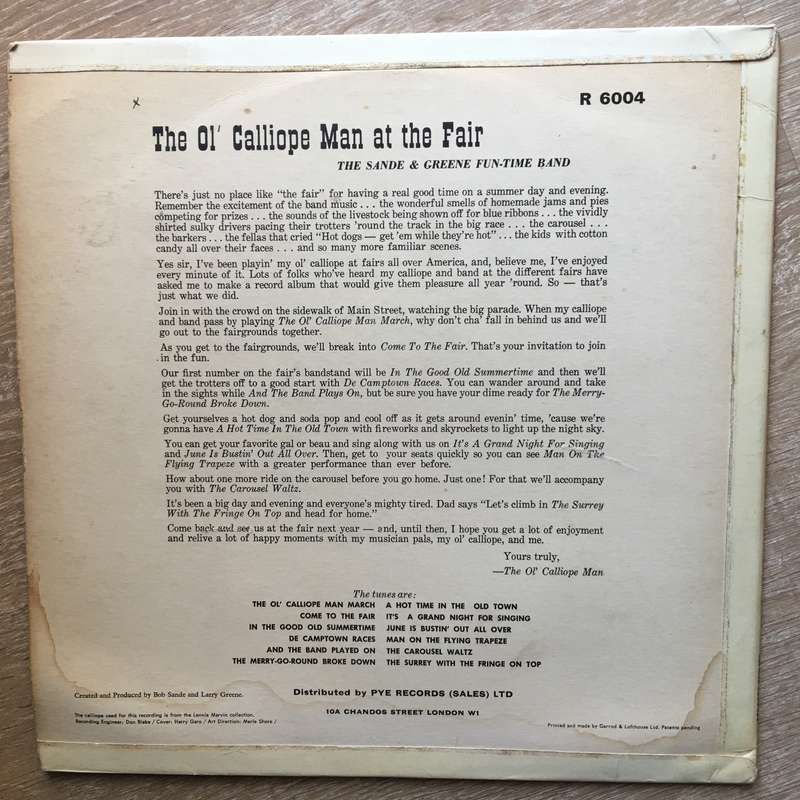 x
R 6004
The Ol' Calliope Man at the Fair
THE SANDE & GREENE FUN-TIME BAND
There's just no place like "the fair" for having a real good time on a summer day and evening.
Remember the excitement of the band music . . . the wonderful smells of homemade jams and pies
competing for prizes . . . the sounds of the livestock being shown off for blue ribbons . . . the vividly
shirted sulky drivers pacing their trotters 'round the track in the big race . . . the carousel . . .
the barkers . . . the fellas that cried "Hot dogs — get 'em while they're hot" . . . the kids with cotton
candy all over their faces . . . and so many more familiar scenes.
Yes sir, I've been playin' my ol' calliope at fairs all over America, and, believe me, I've enjoyed
every minute of it. Lots of folks who've heard my calliope and band at the different fairs have
asked me to make a record album that would give them pleasure all year 'round. So — that's
just what we did.
Join in with the crowd on the sidewalk of Main Street, watching the big parade. When my calliope
and band pass by playing The Ol' Calliope Man March, why don't cha' fall in behind us and we'll
go out to the fairgrounds together.
As you get to the fairgrounds, we'll break into Come To The Fair. That's your invitation to join
in the fun.
Our first number on the fair's bandstand will be In The Good Old Summertime and then we'll
get the trotters off to a good start with De Camptown Races. You can wander around and take
in the sights while And The Band Plays On, but be sure you have your dime ready for The Merry-
Go-Round Broke Down.
Get yourselves a hot dog and soda pop and cool off as it gets around evenin' time, 'cause we're
gonna have A Hot Time In The Old Town with fireworks and skyrockets to light up the night sky.
You can get your favorite gal or beau and sing along with us on It's A Grand Night For Singing
and June Is Bustin' Out All Over. Then, get to your seats quickly so you can see Man On The
Flying Trapeze with a greater performance than ever before.
How about one more ride on the carousel before you go home. Just one! For that we'll accompany
you with The Carousel Waltz.
It's been a big day and evening and everyone's mighty tired. Dad says "Let's climb in The Surrey
With The Fringe On Top and head for home."
Come back and see us at the fair next year — and, until then, I hope you get a lot of enjoyment
and relive a lot of happy moments with my musician pals, my ol' calliope, and me.
Yours truly,
—The Ol' Calliope Man
The tunes are:
THE OL' CALLIOPE MAN MARCH A HOT TIME IN THE OLD TOWN
COME TO THE FAIR IT'S A GRAND NIGHT FOR SINGING
IN THE GOOD OLD SUMMERTIME JUNE IS BUSTIN' OUT ALL OVER
DE CAMPTOWN RACES MAN ON THE FLYING TRAPEZE
AND THE BAND PLAYED ON THE CAROUSEL WALTZ
THE MERRY-GO-ROUND BROKE DOWN THE SURREY WITH THE FRINGE ON TOP
Created and Produced by Bob Sande and Larry Greene.
Distributed by PYE RECORDS (SALES) LTD
10A CHANDOS STREET LONDON W1
The calliope used for this recording is from the Lennie Marvin collection.
Recording Engineer: Don Blake / Cover: Harry Garo / Art Direction: Merle Shore /
Printed and made by Garrod & Lofthouse Ltd. Patents pending